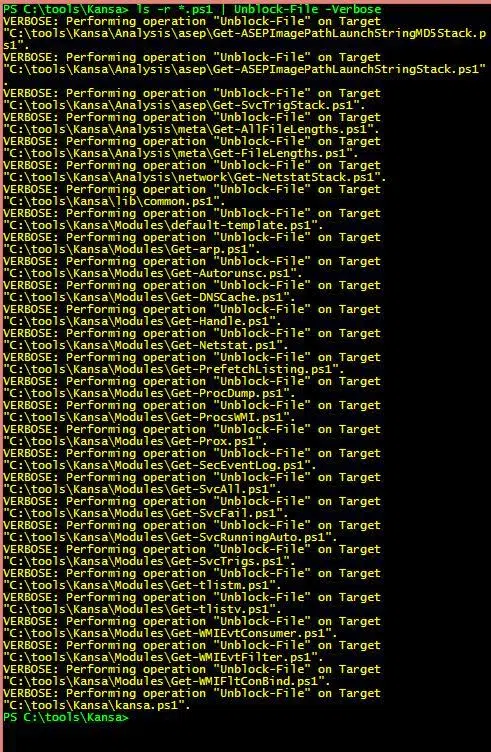 PS C:\tools\Kansa> ls -r *.ps1 | Unblock-File -Verbose
VERBOSE: Performing operation "Unblock-File" on Target
"C:\tools\Kansa\Analysis\asep\Get-ASEPImagePathLaunchStringMD5Stack.p
s1".
VERBOSE: Performing operation "Unblock-File" on Target
"C:\tools\Kansa\Analysis\asep\Get-ASEPImagePathLaunchStringStack.ps1"
.
VERBOSE: Performing operation "Unblock-File" on Target
"C:\tools\Kansa\Analysis\asep\Get-SvcTrigStack.ps1".
VERBOSE: Performing operation "Unblock-File" on Target
"C:\tools\Kansa\Analysis\meta\Get-AllFileLengths.ps1".
VERBOSE: Performing operation "Unblock-File" on Target
"C:\tools\Kansa\Analysis\meta\Get-FileLengths.ps1".
VERBOSE: Performing operation "Unblock-File" on Target
"C:\tools\Kansa\Analysis\network\Get-NetstatStack.ps1".
VERBOSE: Performing operation "Unblock-File" on Target
"C:\tools\Kansa\lib\common.ps1".
VERBOSE: Performing operation "Unblock-File" on Target
"C:\tools\Kansa\Modules\default-template.ps1".
VERBOSE: Performing operation "Unblock-File" on Target
"C:\tools\Kansa\Modules\Get-arp.ps1".
VERBOSE: Performing operation "Unblock-File" on Target
"C:\tools\Kansa\Modules\Get-Autorunsc.ps1".
VERBOSE: Performing operation "Unblock-File" on Target
"C:\tools\Kansa\Modules\Get-DNSCache.ps1".
VERBOSE: Performing operation "Unblock-File" on Target
"C:\tools\Kansa\Modules\Get-Handle.ps1".
VERBOSE: Performing operation "Unblock-File" on Target
"C:\tools\Kansa\Modules\Get-Netstat.ps1".
VERBOSE: Performing operation "Unblock-File" on Target
"C:\tools\Kansa\Modules\Get-PrefetchListing.ps1".
VERBOSE: Performing operation "Unblock-File" on Target
"C:\tools\Kansa\Modules\Get-ProcDump.ps1".
VERBOSE: Performing operation "Unblock-File" on Target
"C:\tools\Kansa\Modules\Get-ProcsWMI.ps1".
VERBOSE: Performing operation "Unblock-File" on Target
"C:\tools\Kansa\Modules\Get-Prox.ps1".
VERBOSE: Performing operation "Unblock-File" on Target
"C:\tools\Kansa\Modules\Get-SecEventLog.ps1".
VERBOSE: Performing operation "Unblock-File" on Target
"C:\tools\Kansa\Modules\Get-SvcAll.ps1".
VERBOSE: Performing operation "Unblock-File" on Target
"C:\tools\Kansa\Modules\Get-SvcFail.ps1".
VERBOSE: Performing operation "Unblock-File" on Target
"C:\tools\Kansa\Modules\Get-SvcRunningAuto.ps1".
VERBOSE: Performing operation "Unblock-File" on Target
"C:\tools\Kansa\Modules\Get-SvcTrigs.ps1".
VERBOSE: Performing operation "Unblock-File" on Target
"C:\tools\Kansa\Modules\Get-tlistm.ps1".
VERBOSE: Performing operation "Unblock-File" on Target
"C:\tools\Kansa\Modules\Get-tlistv.ps1".
VERBOSE: Performing operation "Unblock-File" on Target
"C:\tools\Kansa\Modules\Get-WMIEvtConsumer.ps1".
VERBOSE: Performing operation "Unblock-File" on Target
"C:\tools\Kansa\Modules\Get-WMIEvtFilter.ps1".
VERBOSE: Performing operation "Unblock-File" on Target
"C:\tools\Kansa\Modules\Get-WMIFltConBind.ps1".
VERBOSE: Performing operation "Unblock-File" on Target
"C:\tools\Kansa\kansa.ps1".
PS C:\tools\Kansa>